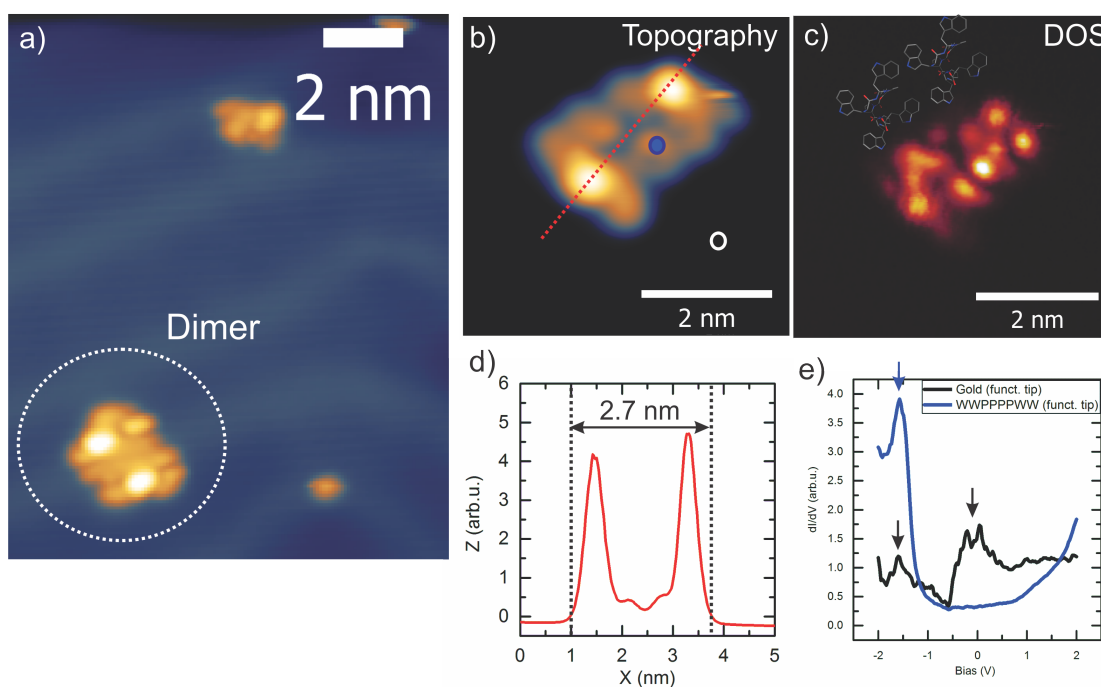 a)
2 nm
Dimer
b)
Topography
2 nm
c)
DOS
2 nm
d)
6
5
4
3
2
1
0
Z (arb.u.)
2.7 nm
0
1
2
3
4
5
X (nm)
e)
Gold (funct. tip)
WWPPPPWW (funct. tip)
4.0
3.5
3.0
2.5
2.0
1.5
1.0
0.5
0.0
dI/dV (arb.u.)
-2
-1
0
1
2
Bias (V)